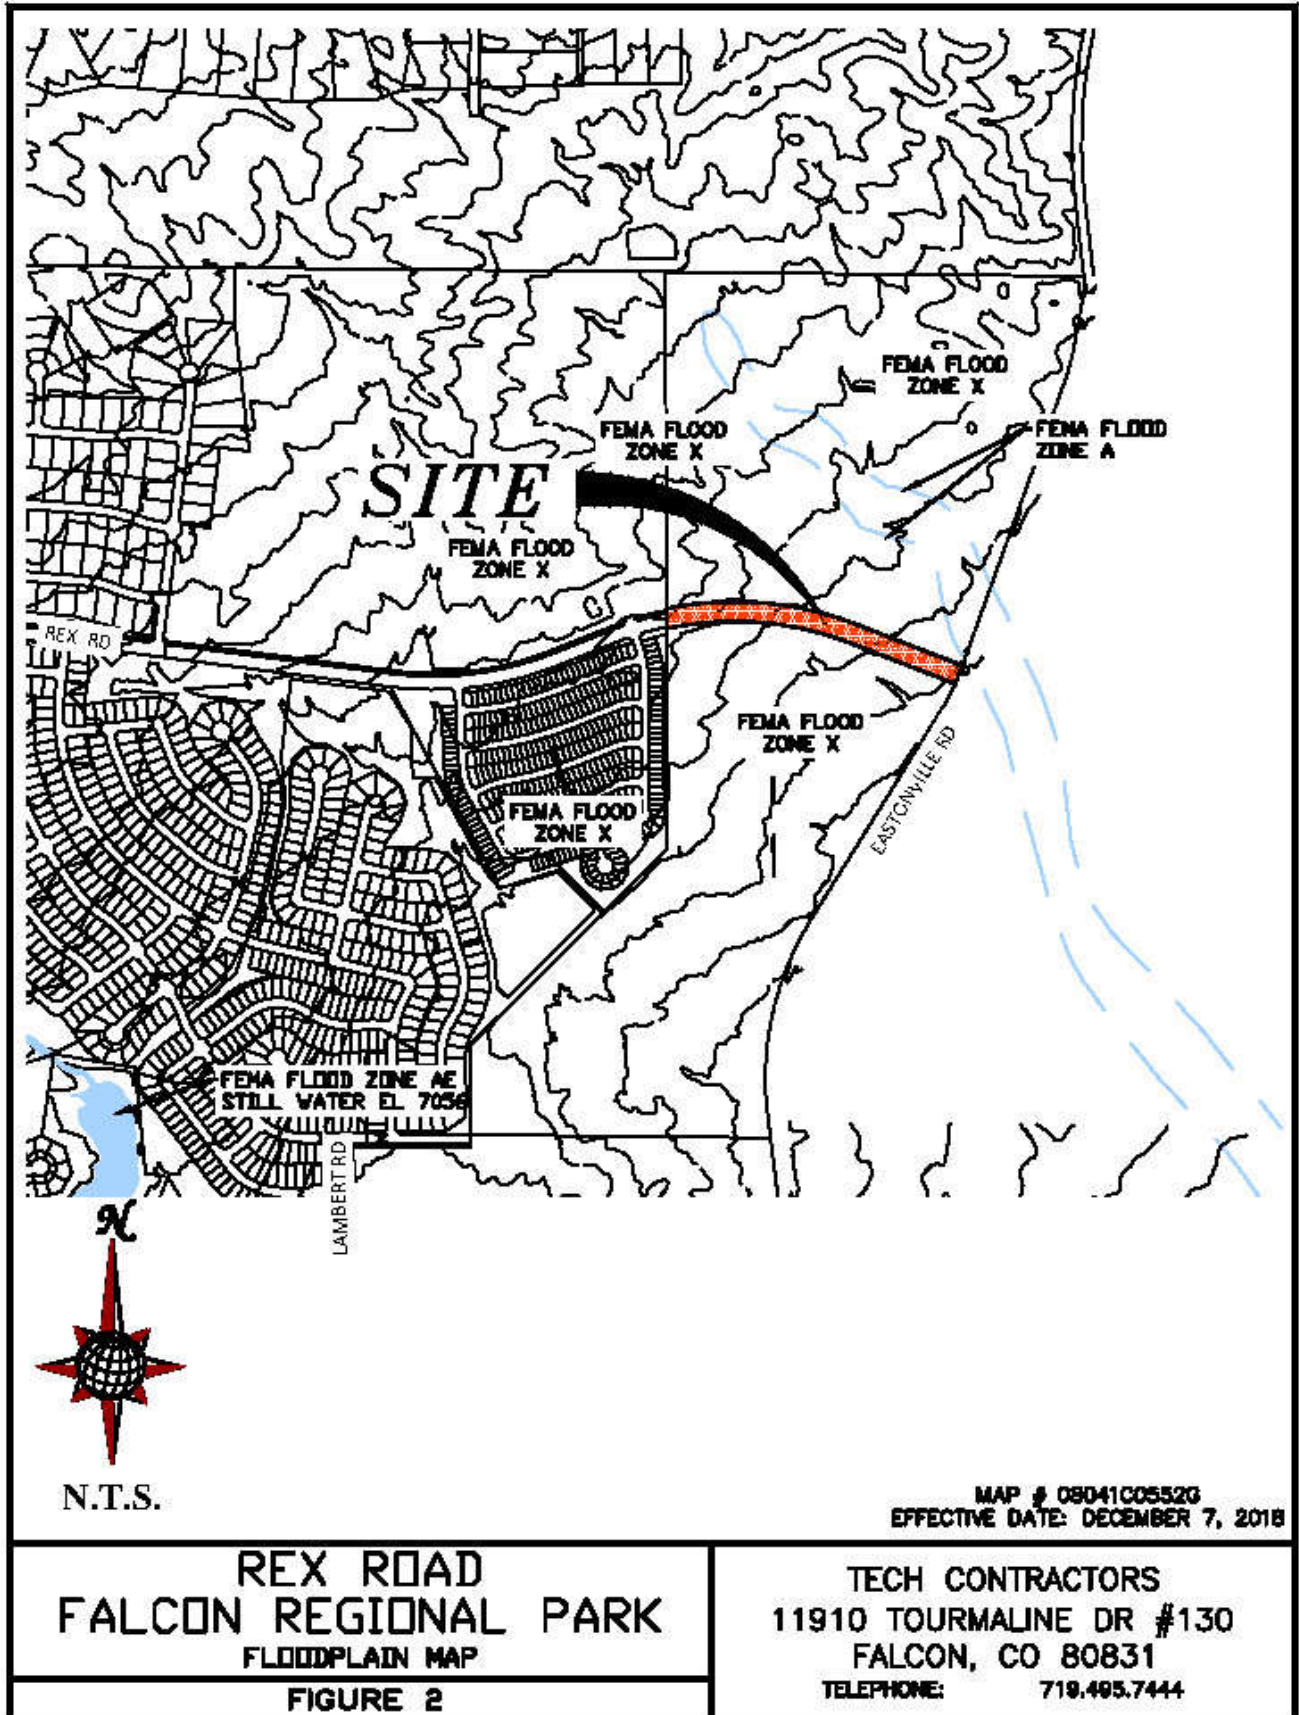 FEMA FLOOD
ZONE X
FEMA FLOOD
ZONE X
FEMA FLOOD
ZONE A
SITE
FEMA FLOOD
ZONE X
REX RD
FEMA FLOOD
ZONE X
EASTONVILLE RD
FEMA FLOOD
ZONE X
FEMA FLOOD ZONE AE
STILL WATER EL 7056
LAMBERT RD
N
N.T.S.
MAP # 08041C0552G
EFFECTIVE DATE: DECEMBER 7, 2018
REX ROAD
FALCON REGIONAL PARK
FLOODPLAIN MAP
FIGURE 2
TECH CONTRACTORS
11910 TOURMALINE DR #130
FALCON, CO 80831
TELEPHONE: 719.495.7444